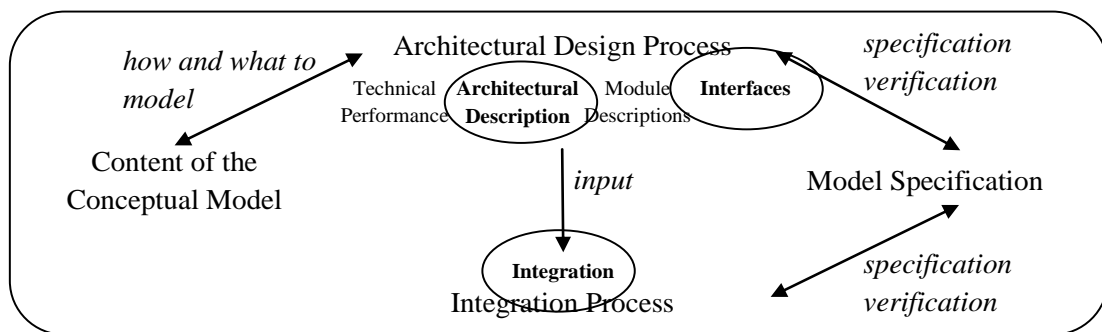 Architectural Design Process
how and what to
model
specification
verification
Technical
Performance
Architectural
Description
Module
Descriptions
Interfaces
Content of the
Conceptual Model
input
Model Specification
Integration
Integration Process
specification
verification